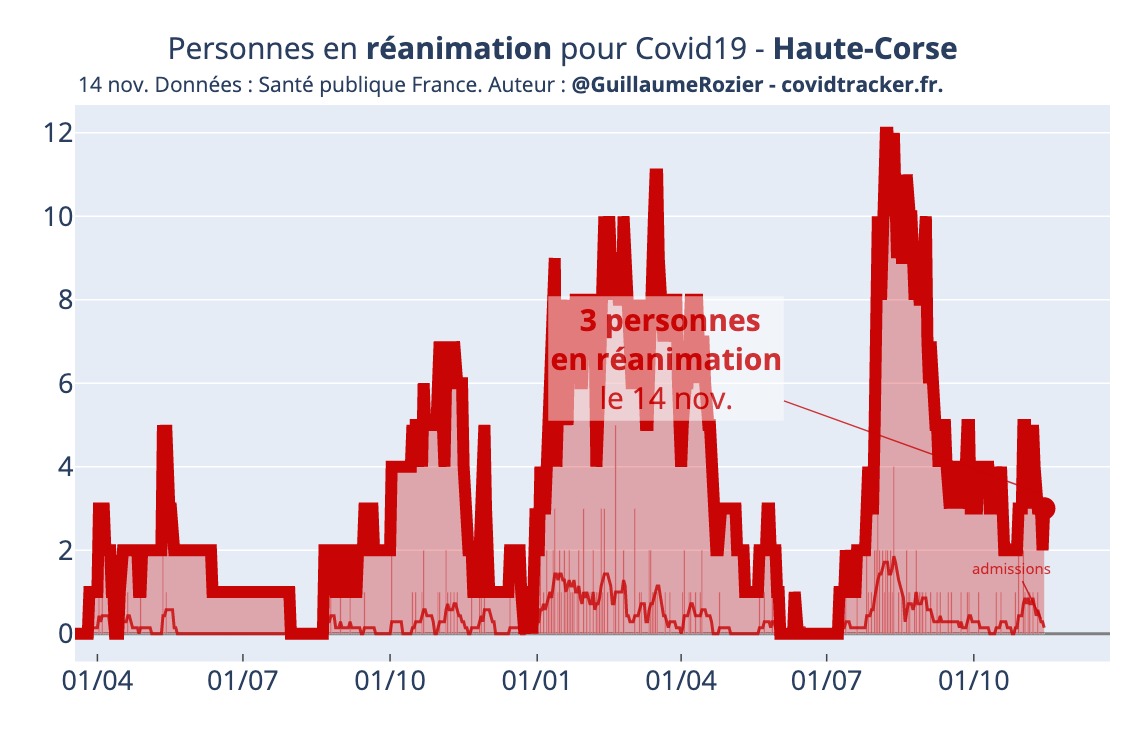 Personnes en réanimation pour Covid19 - Haute-Corse
14 nov. Données : Santé publique France. Auteur : @GuillaumeRozier - covidtracker.fr.
12
10
8
6
4
2
0
3 personnes
en réanimation
le 14 nov.
admissions
01/04
01/07
01/10
01/01
01/04
01/07
01/10